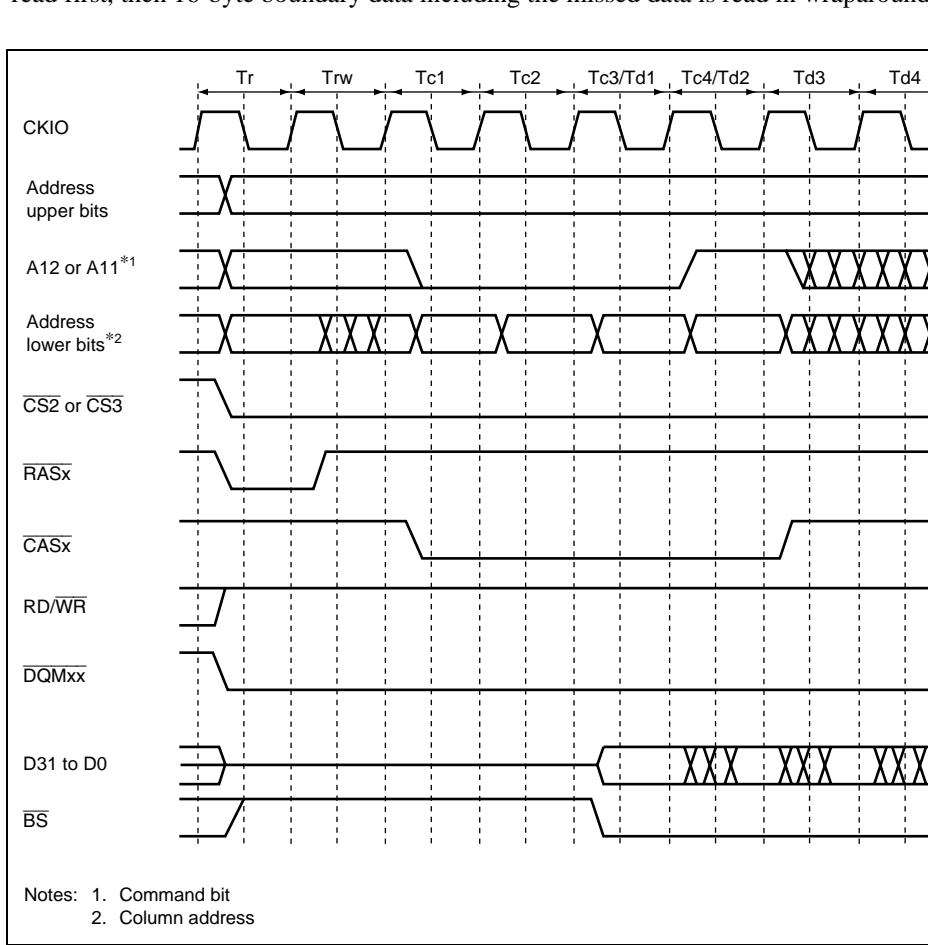 read first, then 16-byte boundary data including the missed data is read in wraparound
Tr Trw Tc1 Tc2 Tc3/Td1 Tc4/Td2 Td3 Td4
CKIO
Address
upper bits
A12 or A11*1
Address
lower bits*2
CS2 or CS3
RASx
CASx
RD/WR
DQMxx
D31 to D0
BS
Notes: 1. Command bit
2. Column address